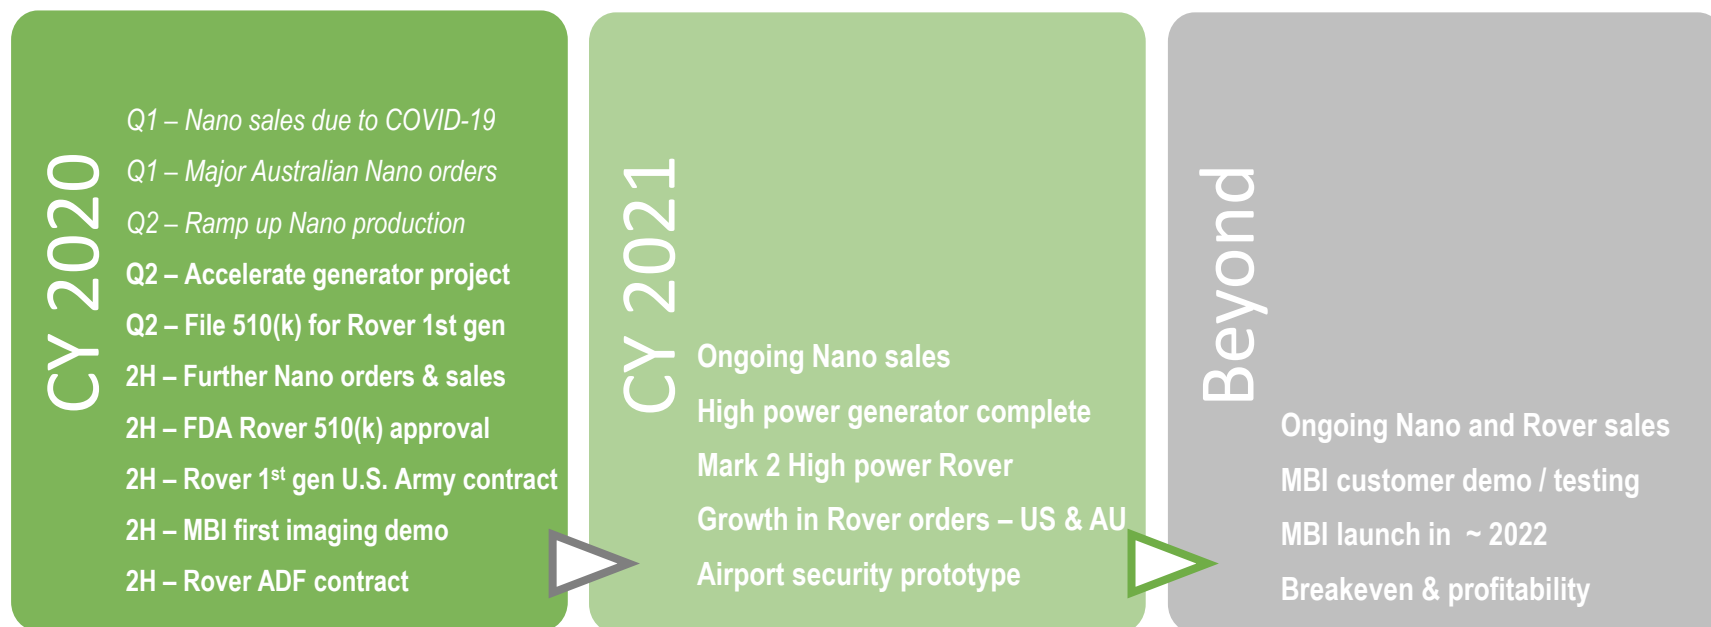 CY 2020
Q1 – Nano sales due to COVID-19
Q1 – Major Australian Nano orders
Q2 – Ramp up Nano production
Q2 – Accelerate generator project
Q2 – File 510(k) for Rover 1st gen
2H – Further Nano orders & sales
2H – FDA Rover 510(k) approval
2H – Rover 1st gen U.S. Army contract
2H – MBI first imaging demo
2H – Rover ADF contract
CY 2021
Ongoing Nano sales
High power generator complete
Mark 2 High power Rover
Growth in Rover orders – US & AU
Airport security prototype
Beyond
Ongoing Nano and Rover sales
MBI customer demo / testing
MBI launch in ~ 2022
Breakeven & profitability